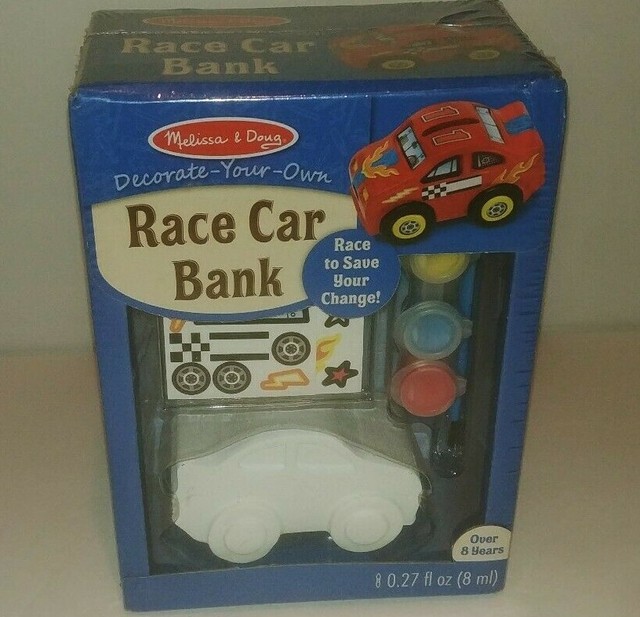 Race Car
Bank
Melissa & Doug
Decorate-Your-Own
Race Car
Bank
Race
to Save
Your
Change!
11
Over
8 Years
8 0.27 fl oz (8 ml)